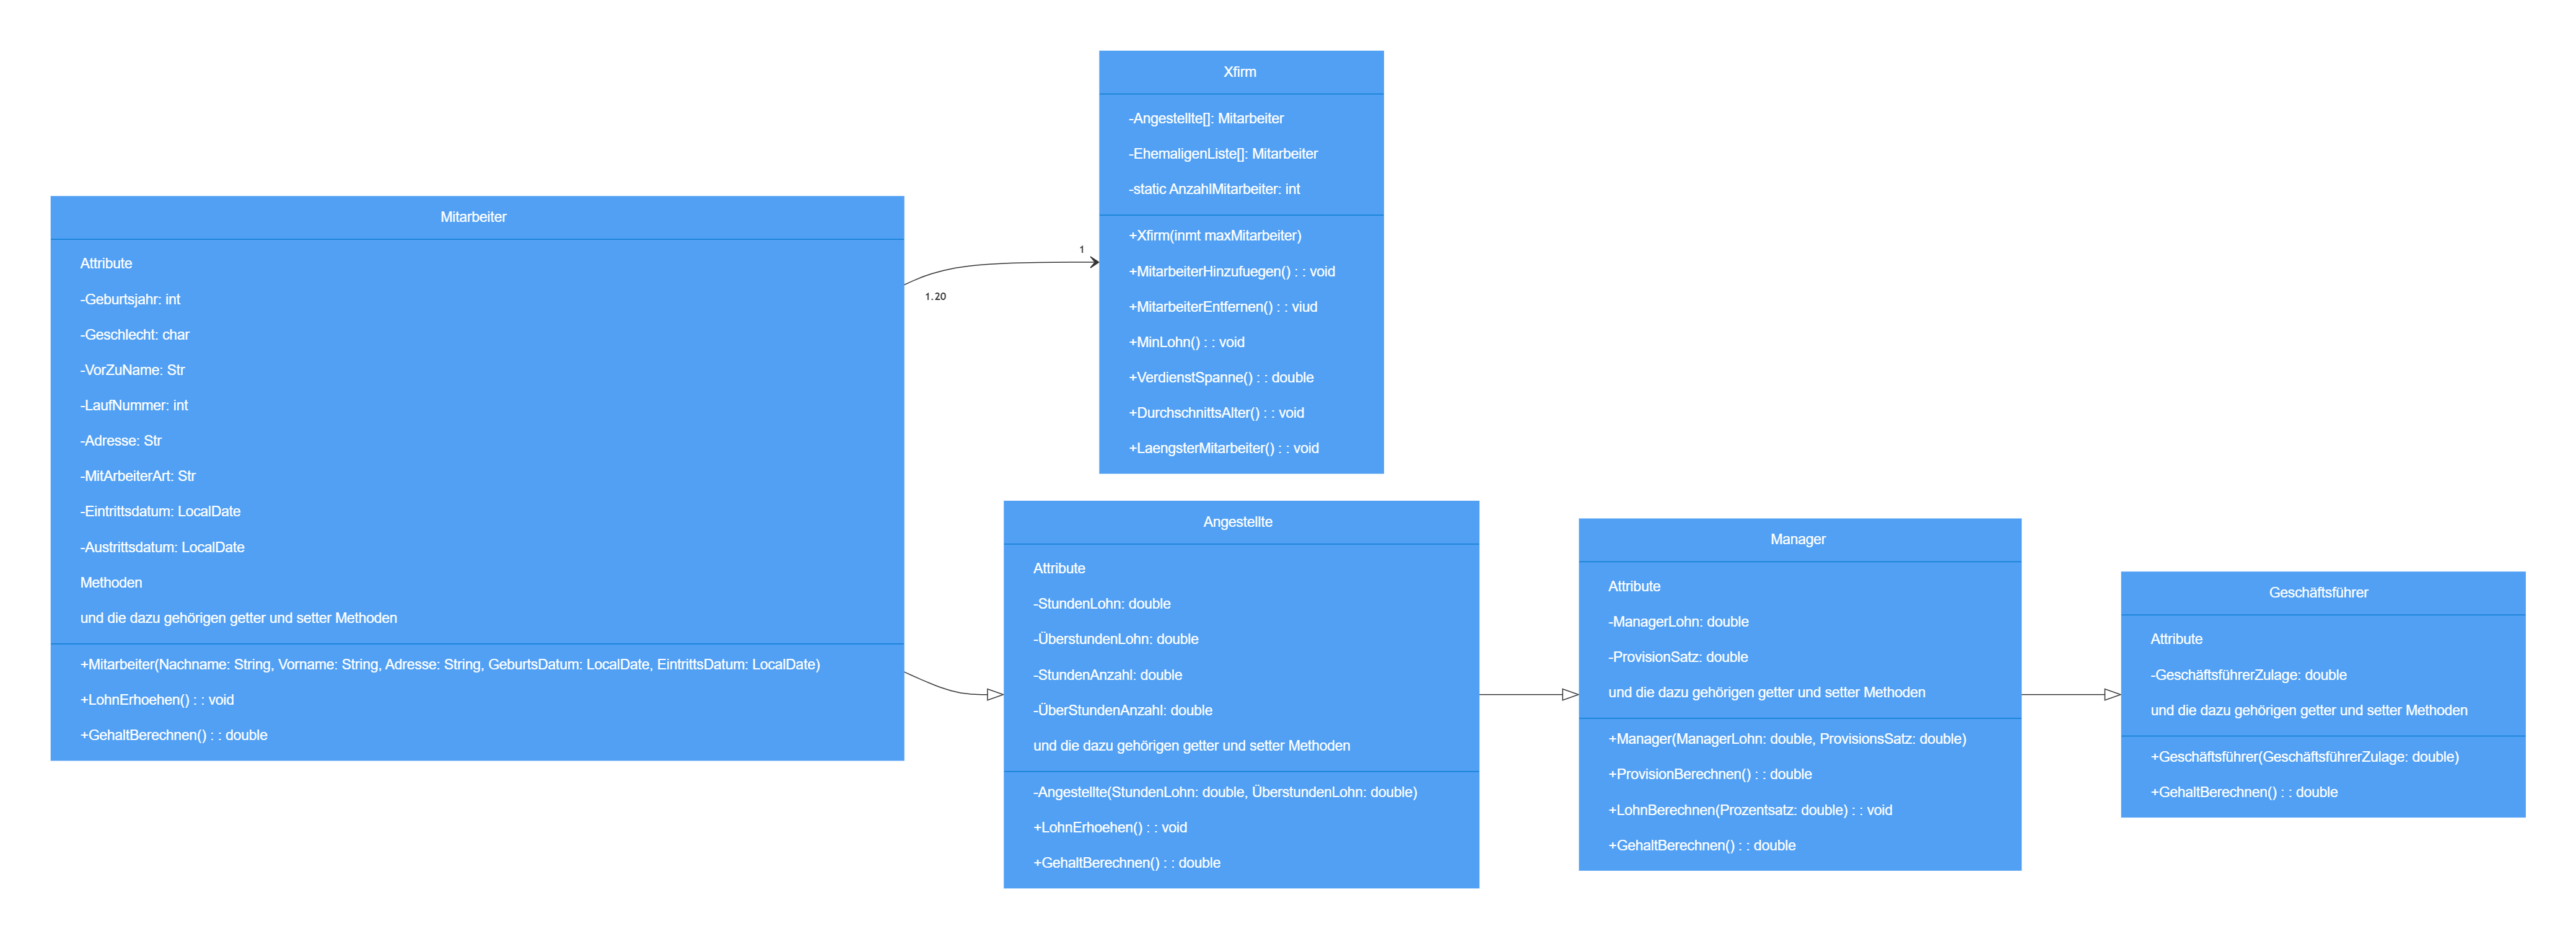 Xfirm
-Angestellte[]: Mitarbeiter
-EhemaligenListe[]: Mitarbeiter
-static AnzahlMitarbeiter: int
+Xfirm(inmt maxMitarbeiter)
+MitarbeiterHinzufuegen() : : void
+MitarbeiterEntfernen() : : viud
+MinLohn() : : void
+VerdienstSpanne() : : double
+DurchschnittsAlter() : : void
+LaengsterMitarbeiter() : : void
Mitarbeiter
Attribute
-Geburtsjahr: int
-Geschlecht: char
-VorZuName: Str
-LaufNummer: int
-Adresse: Str
-MitArbeiterArt: Str
-Eintrittsdatum: LocalDate
-Austrittsdatum: LocalDate
Methoden
und die dazu gehörigen getter und setter Methoden
+Mitarbeiter(Nachname: String, Vorname: String, Adresse: String, GeburtsDatum: LocalDate, EintrittsDatum: LocalDate)
+LohnErhoehen() : : void
+GehaltBerechnen() : : double
1
1..20
Angestellte
Attribute
-StundenLohn: double
-ÜberstundenLohn: double
-StundenAnzahl: double
-ÜberStundenAnzahl: double
und die dazu gehörigen getter und setter Methoden
-Angestellte(StundenLohn: double, ÜberstundenLohn: double)
+LohnErhoehen() : : void
+GehaltBerechnen() : : double
Manager
Attribute
-ManagerLohn: double
-ProvisionSatz: double
und die dazu gehörigen getter und setter Methoden
+Manager(ManagerLohn: double, ProvisionsSatz: double)
+ProvisionBerechnen() : : double
+LohnBerechnen(Prozentsatz: double) : : void
+GehaltBerechnen() : : double
Geschäftsführer
Attribute
-GeschäftsführerZulage: double
und die dazu gehörigen getter und setter Methoden
+Geschäftsführer(GeschäftsführerZulage: double)
+GehaltBerechnen() : : double